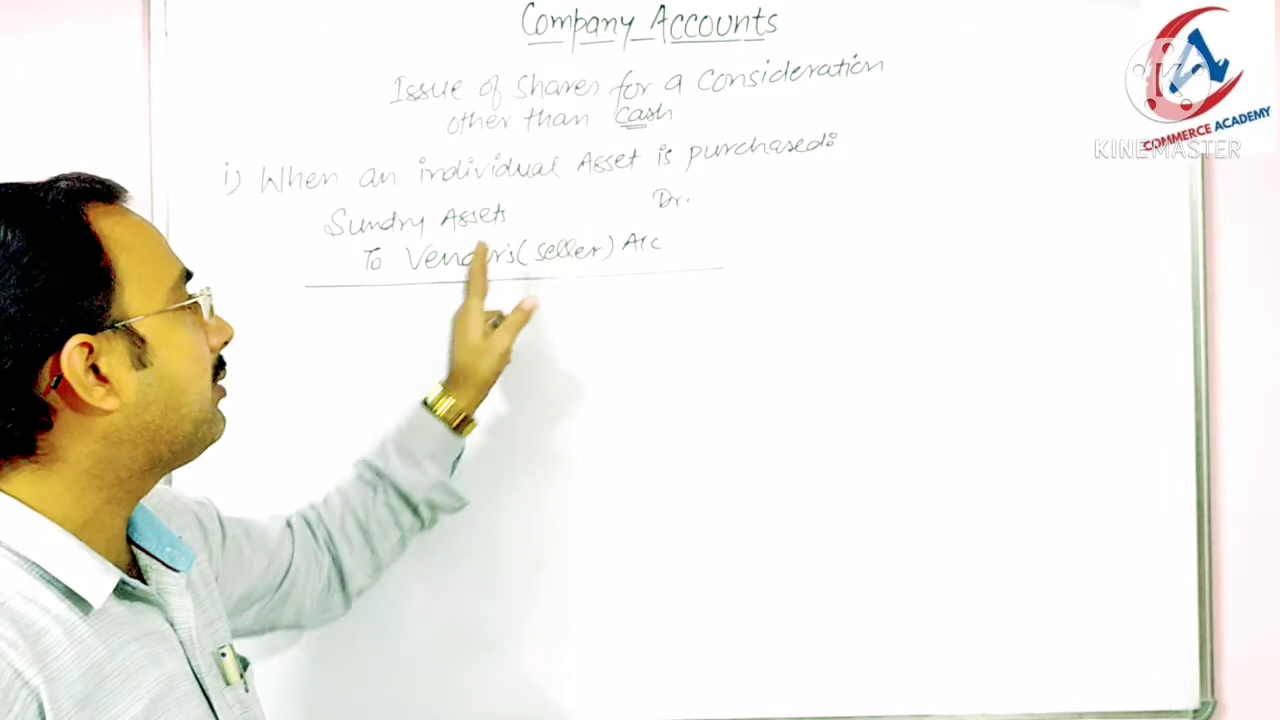 Company Accounts
Issue of Shares for a Consideration
other than cash
i) When an individual Asset is purchased:
Sundry Assets Dr.
To Vendor's (seller) A/c
COMMERCE ACADEMY
KINEMASTER